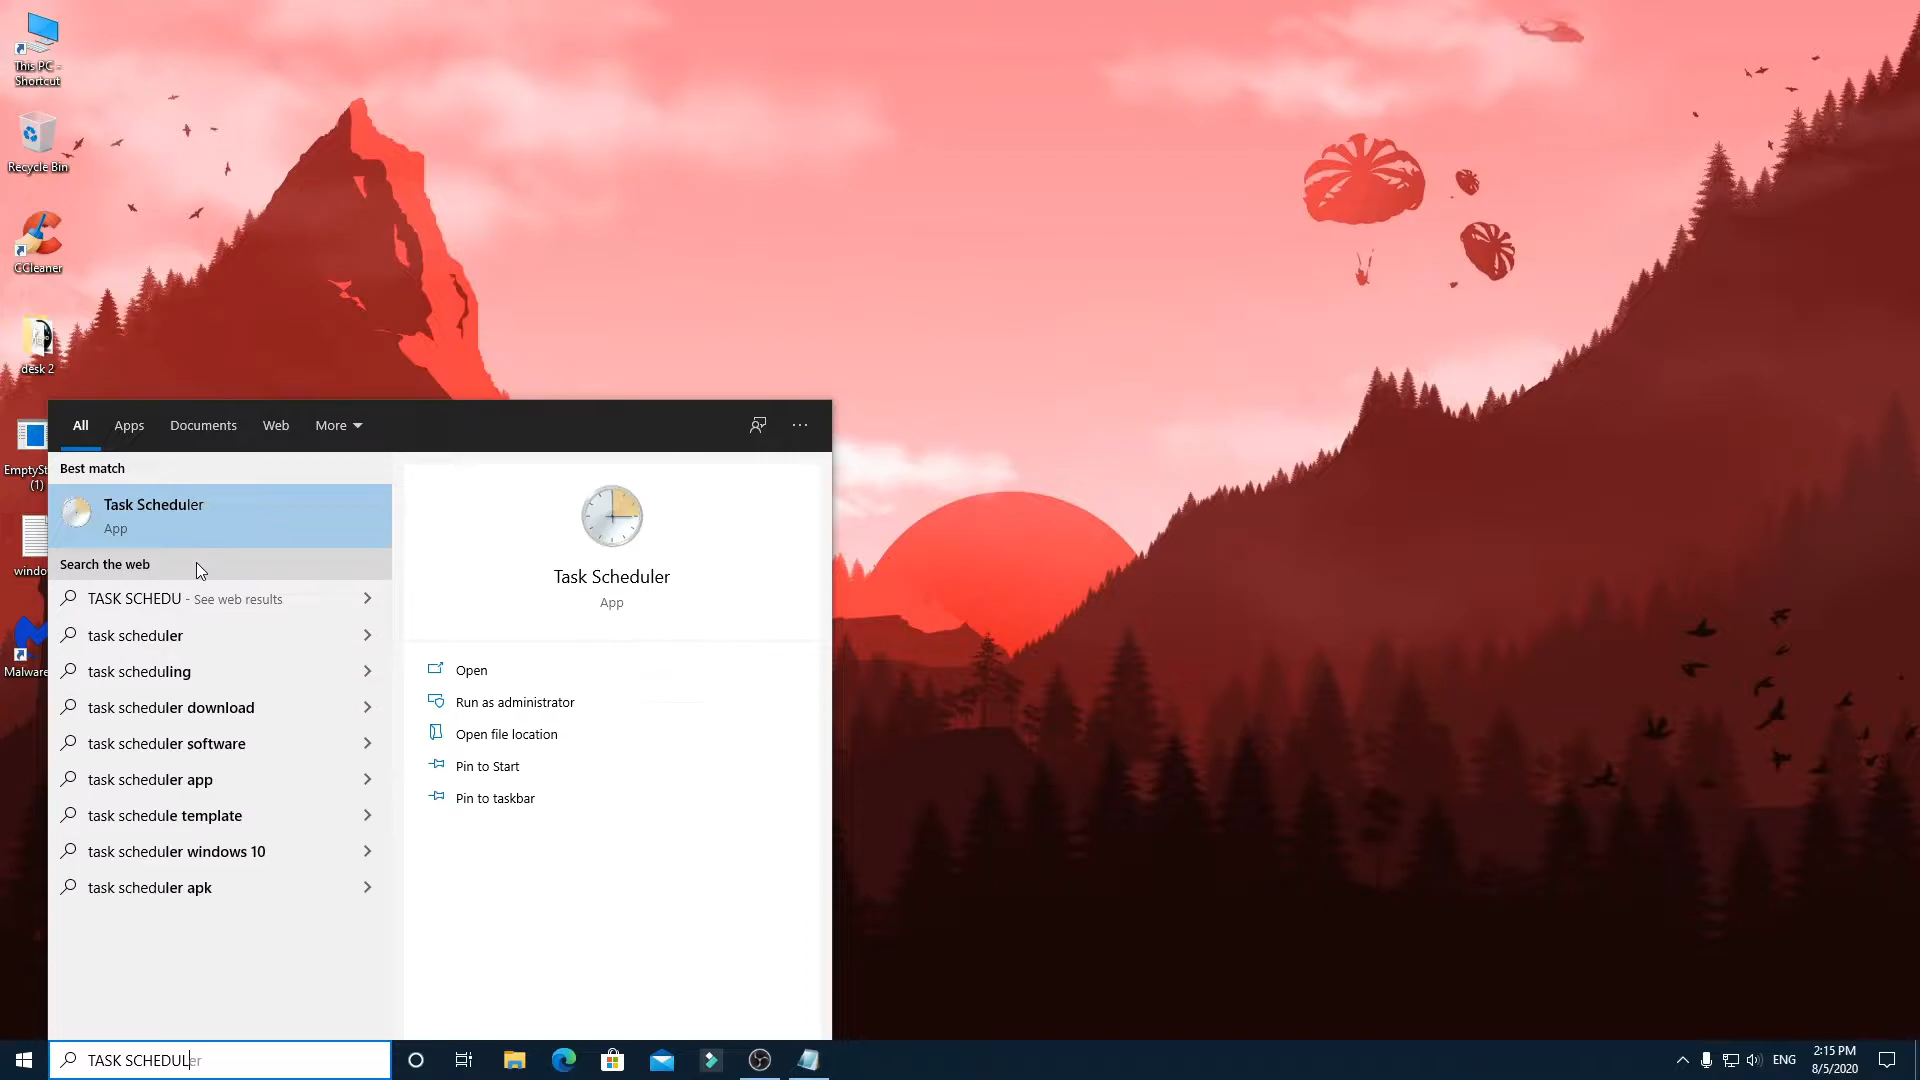 This PC -
Shortcut
Recycle Bin
CCleaner
desk 2
EmptySt
(1)
windo
Malware
All
Apps
Documents
Web
More
Best match
Task Scheduler
App
Search the web
TASK SCHEDU - See web results
task scheduler
task scheduling
task scheduler download
task scheduler software
task scheduler app
task schedule template
task scheduler windows 10
task scheduler apk
Task Scheduler
App
Open
Run as administrator
Open file location
Pin to Start
Pin to taskbar
TASK SCHEDULer
ENG
2:15 PM
8/5/2020